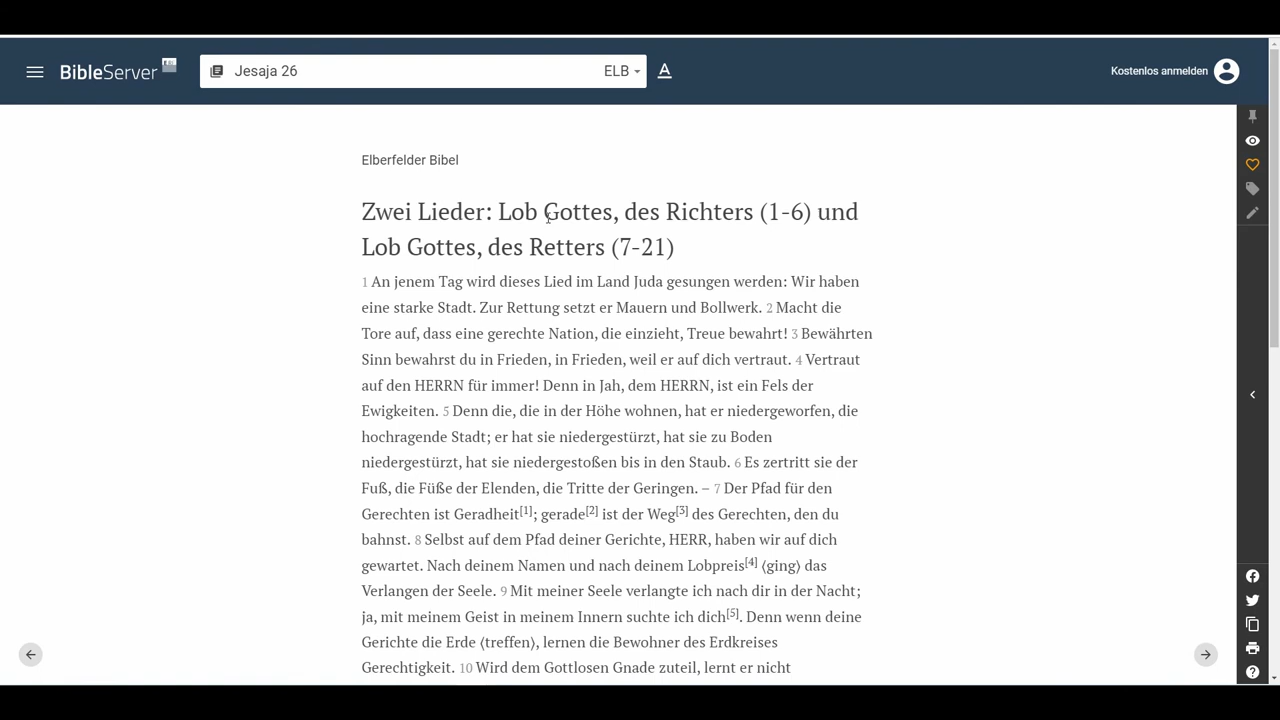 BibleServer
Jesaja 26
ELB
A
Kostenlos anmelden
Elberfelder Bibel
Zwei Lieder: Lob Gottes, des Richters (1-6) und
Lob Gottes, des Retters (7-21)
1 An jenem Tag wird dieses Lied im Land Juda gesungen werden: Wir haben
eine starke Stadt. Zur Rettung setzt er Mauern und Bollwerk. 2 Macht die
Tore auf, dass eine gerechte Nation, die einzieht, Treue bewahrt! 3 Bewährten
Sinn bewahrst du in Frieden, in Frieden, weil er auf dich vertraut. 4 Vertraut
auf den HERRN für immer! Denn in Jah, dem HERRN, ist ein Fels der
Ewigkeiten. 5 Denn die, die in der Höhe wohnen, hat er niedergeworfen, die
hochragende Stadt; er hat sie niedergestürzt, hat sie zu Boden
niedergestürzt, hat sie niedergestoßen bis in den Staub. 6 Es zertritt sie der
Fuß, die Füße der Elenden, die Tritte der Geringen. – 7 Der Pfad für den
Gerechten ist Geradheit[1]; gerade[2] ist der Weg[3] des Gerechten, den du
bahnst. 8 Selbst auf dem Pfad deiner Gerichte, HERR, haben wir auf dich
gewartet. Nach deinem Namen und nach deinem Lobpreis[4] ⟨ging⟩ das
Verlangen der Seele. 9 Mit meiner Seele verlangte ich nach dir in der Nacht;
ja, mit meinem Geist in meinem Innern suchte ich dich[5]. Denn wenn deine
Gerichte die Erde ⟨treffen⟩, lernen die Bewohner des Erdkreises
Gerechtigkeit. 10 Wird dem Gottlosen Gnade zuteil, lernt er nicht